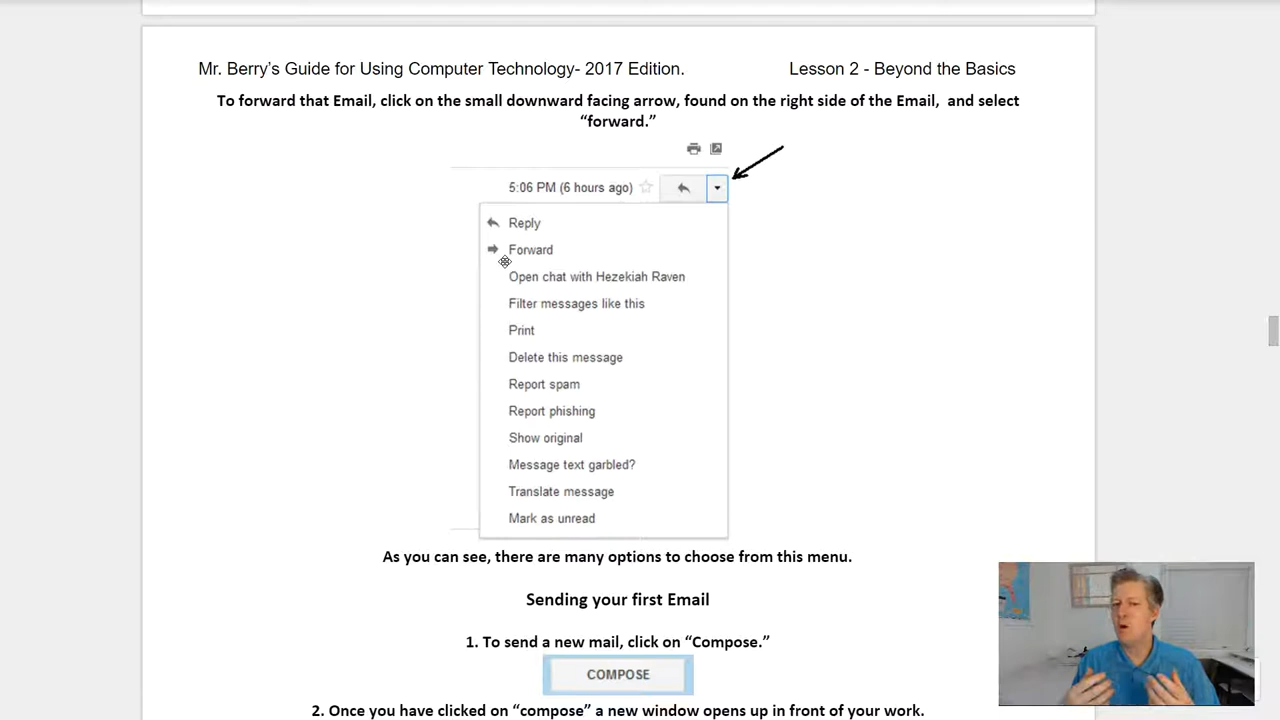 Mr. Berry's Guide for Using Computer Technology- 2017 Edition. Lesson 2 - Beyond the Basics
To forward that Email, click on the small downward facing arrow, found on the right side of the Email, and select
“forward.”
5:06 PM (6 hours ago)
Reply
Forward
Open chat with Hezekiah Raven
Filter messages like this
Print
Delete this message
Report spam
Report phishing
Show original
Message text garbled?
Translate message
Mark as unread
As you can see, there are many options to choose from this menu.
Sending your first Email
1. To send a new mail, click on “Compose.”
COMPOSE
2. Once you have clicked on “compose” a new window opens up in front of your work.